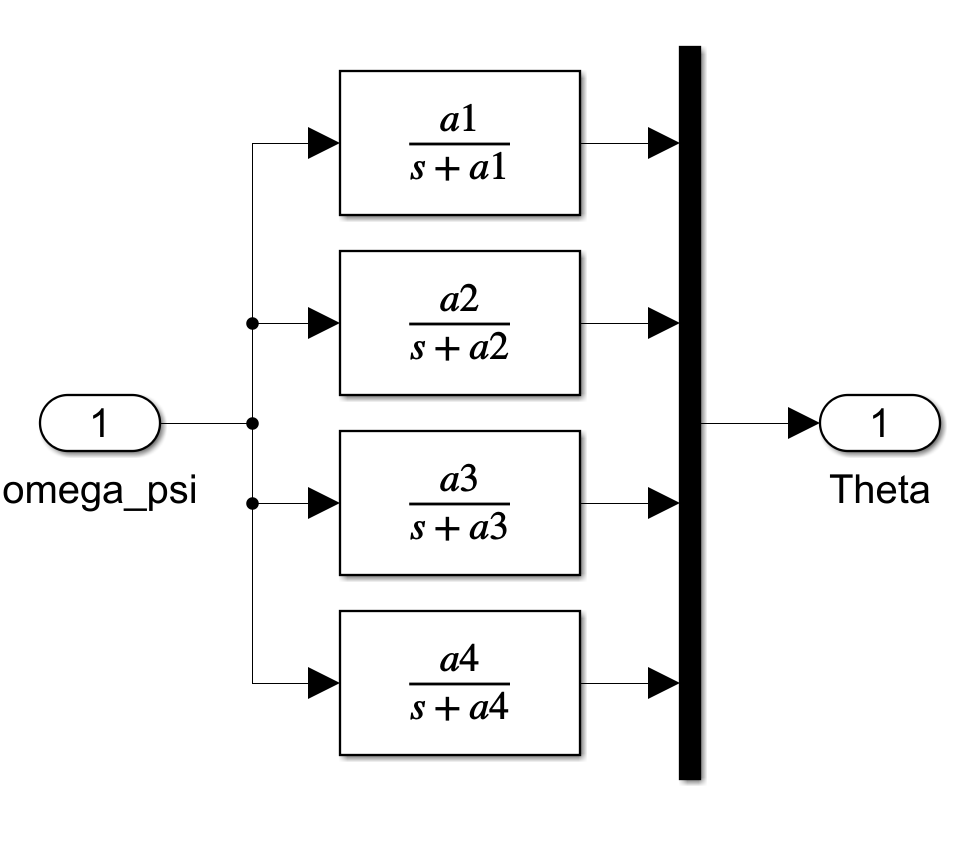 a1
s + a1
a2
s + a2
1
omega_psi
a3
s + a3
1
Theta
a4
s + a4